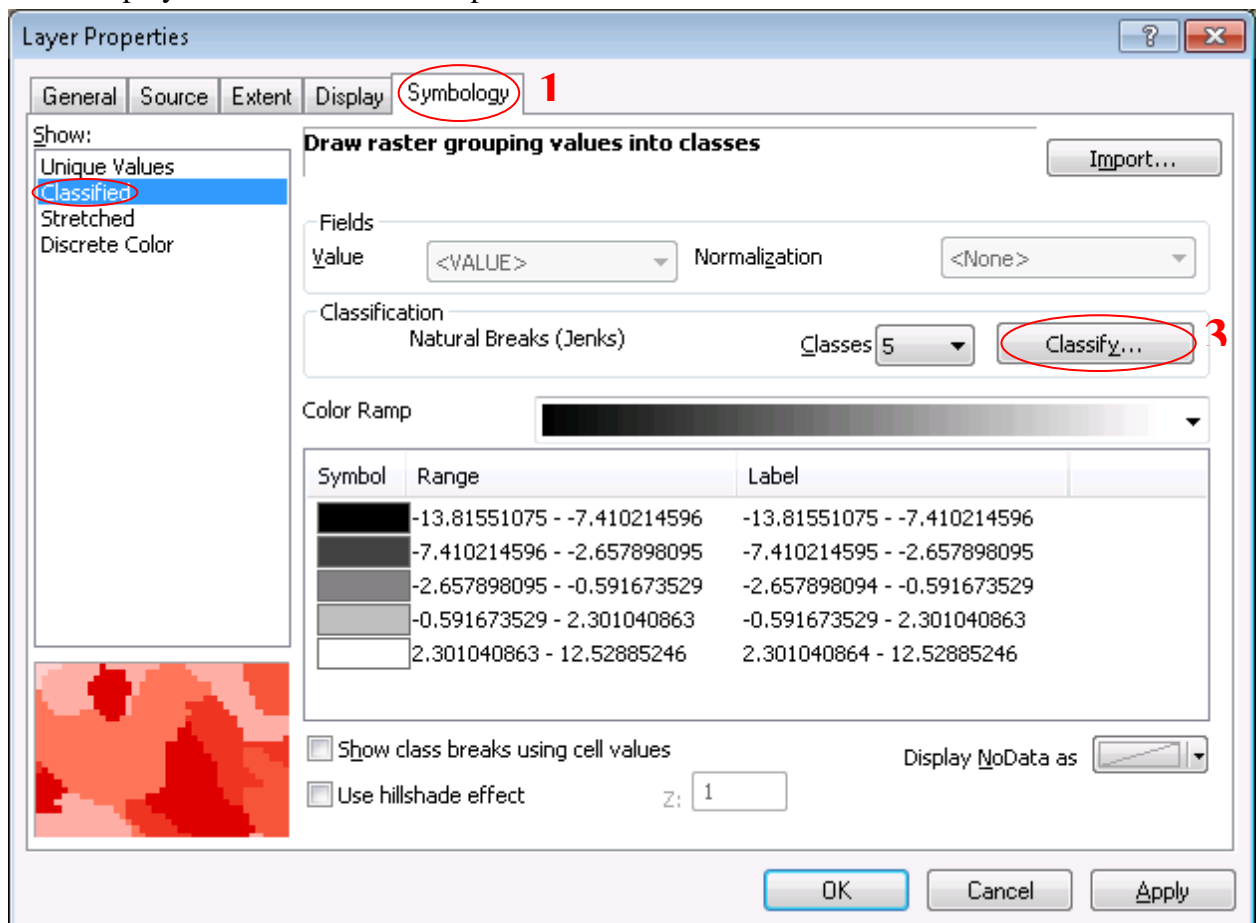 Layer Properties
General Source Extent Display Symbology 1
Show:
Unique Values
Classified
Stretched
Discrete Color
Draw raster grouping values into classes
Import...
Fields
Value <VALUE> Normalization <None>
Classification
Natural Breaks (Jenks) Classes 5 Classify... 3
Color Ramp
Symbol Range Label
-13.81551075 - -7.410214596 -13.81551075 - -7.410214596
-7.410214596 - -2.657898095 -7.410214595 - -2.657898095
-2.657898095 - -0.591673529 -2.657898094 - -0.591673529
-0.591673529 - 2.301040863 -0.591673529 - 2.301040863
2.301040863 - 12.52885246 2.301040864 - 12.52885246
Show class breaks using cell values Display NoData as
Use hillshade effect Z: 1
OK Cancel Apply